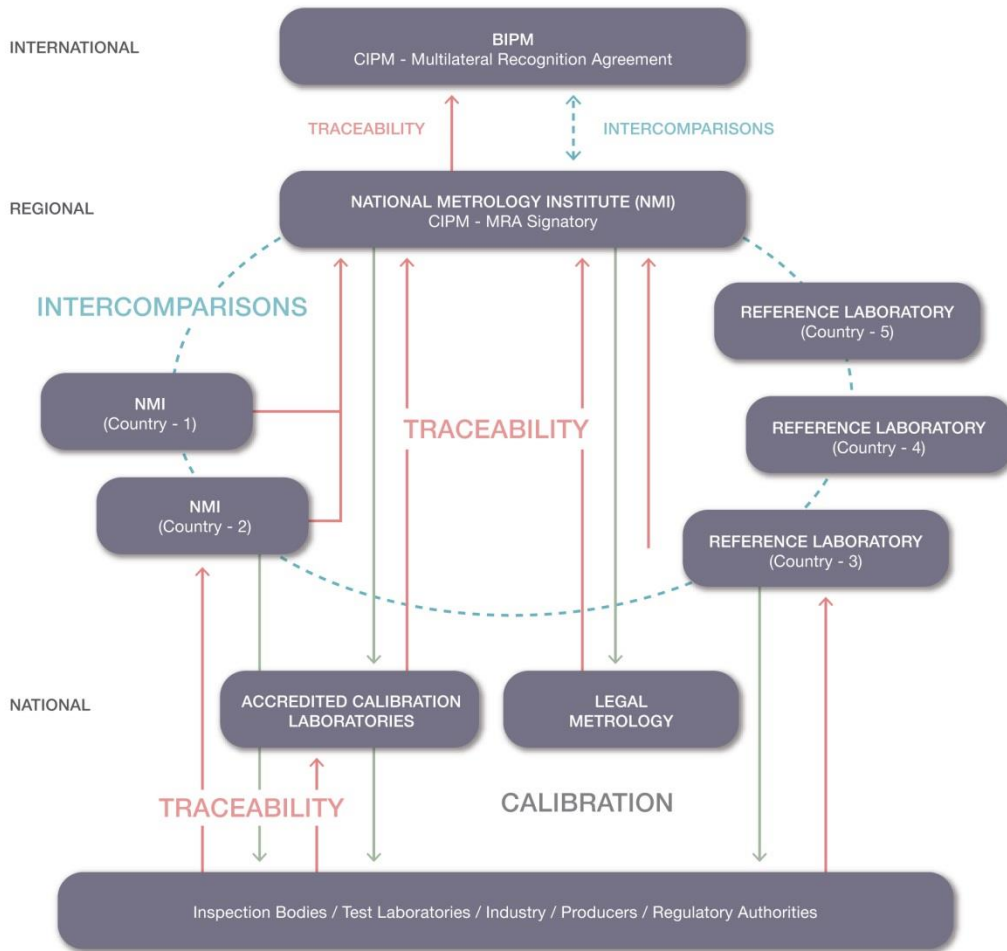 INTERNATIONAL
BIPM
CIPM - Multilateral Recognition Agreement
TRACEABILITY
INTERCOMPARISONS
REGIONAL
NATIONAL METROLOGY INSTITUTE (NMI)
CIPM - MRA Signatory
INTERCOMPARISONS
REFERENCE LABORATORY
(Country - 5)
NMI
(Country - 1)
TRACEABILITY
REFERENCE LABORATORY
(Country - 4)
NMI
(Country - 2)
REFERENCE LABORATORY
(Country - 3)
NATIONAL
ACCREDITED CALIBRATION
LABORATORIES
LEGAL
METROLOGY
TRACEABILITY
CALIBRATION
Inspection Bodies / Test Laboratories / Industry / Producers / Regulatory Authorities